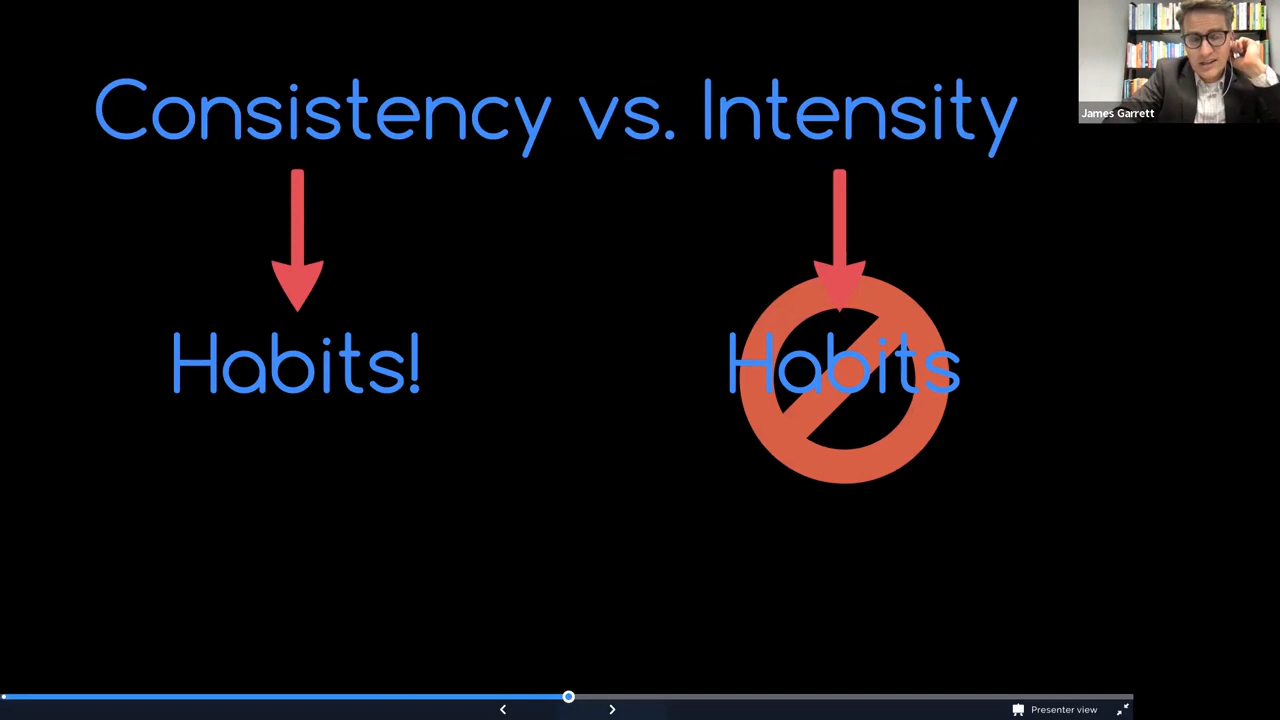 Consistency vs. Intensity
James Garrett
Habits!
Habits
Presenter view